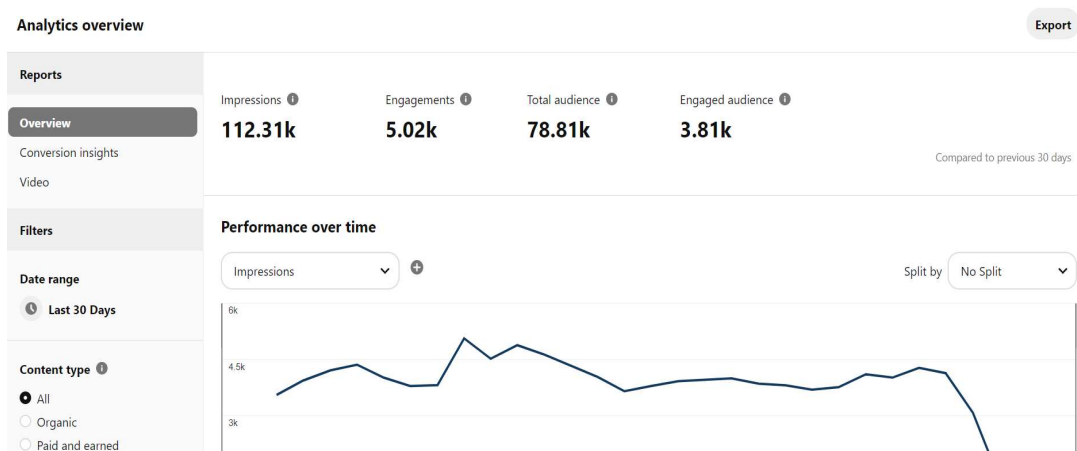 Analytics overview
Export
Reports
Overview
Conversion insights
Video
Filters
Date range
Last 30 Days
Content type
All
Organic
Paid and earned
Impressions Engagements Total audience Engaged audience
112.31k 5.02k 78.81k 3.81k
Compared to previous 30 days
Performance over time
Impressions
Split by No Split
6k
4.5k
3k